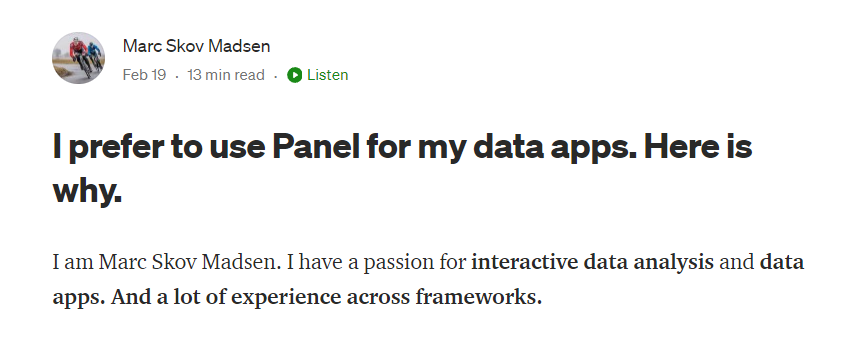 Marc Skov Madsen
Feb 19 · 13 min read · Listen
I prefer to use Panel for my data apps. Here is
why.
I am Marc Skov Madsen. I have a passion for interactive data analysis and data
apps. And a lot of experience across frameworks.